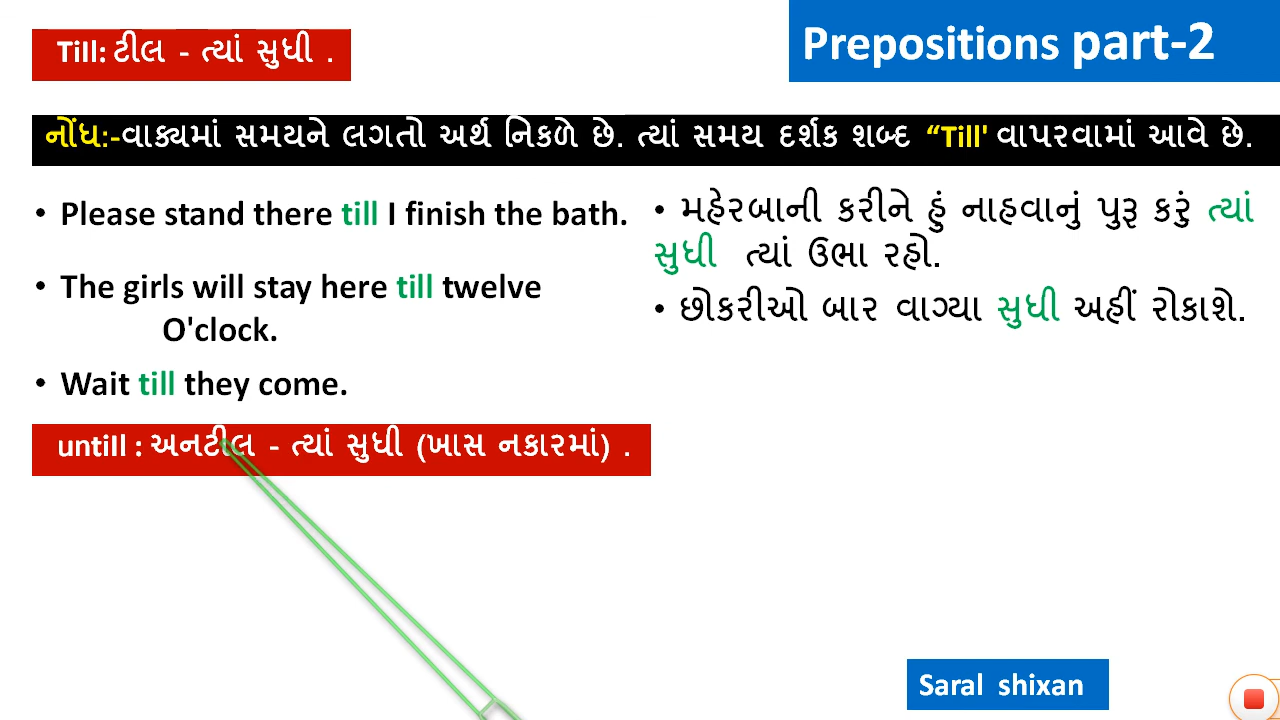 Till: ટીલ - ત્યાં સુધી .
Prepositions part-2
નોંધ:-વાક્યમાં સમયને લગતો અર્થ નિકળે છે. ત્યાં સમય દર્શક શબ્દ “Till' વાપરવામાં આવે છે.
• Please stand there till I finish the bath.
• The girls will stay here till twelve
O'clock.
• Wait till they come.
• મહેરબાની કરીને હું નાહવાનું પુરૂ કરું ત્યાં
સુધી ત્યાં ઉભા રહો.
• છોકરીઓ બાર વાગ્યા સુધી અહીં રોકાશે.
untill : અનટીલ - ત્યાં સુધી (ખાસ નકારમાં) .
Saral shixan